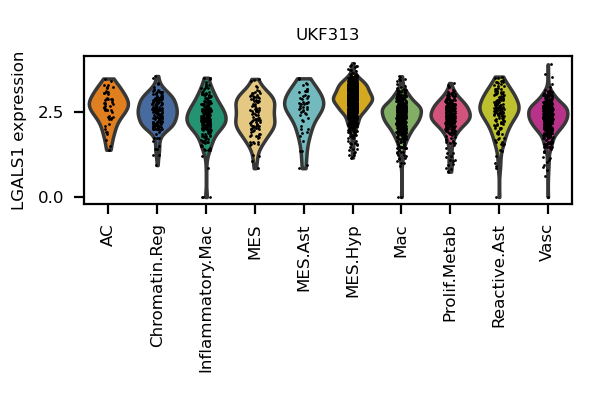 UKF313
LGALS1 expression
2.5
0.0
AC
Chromatin.Reg
Inflammatory.Mac
MES
MES.Ast
MES.Hyp
Mac
Prolif.Metab
Reactive.Ast
Vasc